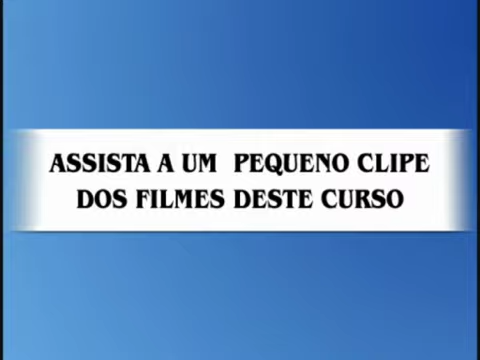 ASSISTA A UM PEQUENO CLIPE
DOS FILMES DESTE CURSO